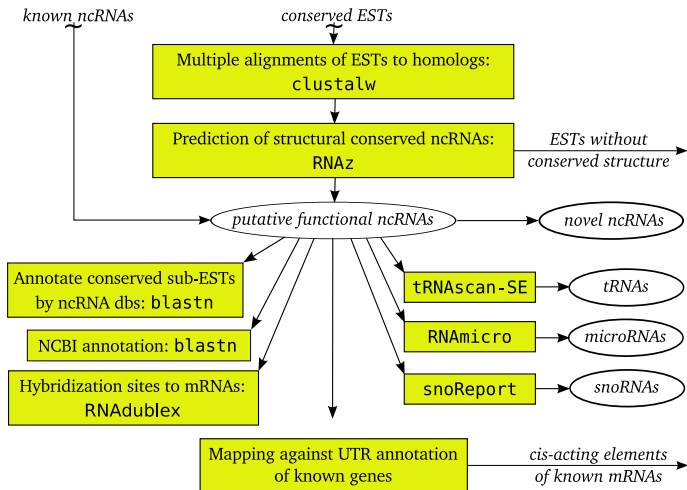 known ncRNAs
conserved ESTs
Multiple alignments of ESTs to homologs:
clustalw
Prediction of structural conserved ncRNAs:
RNAz
ESTs without
conserved structure
putative functional ncRNAs
novel ncRNAs
Annotate conserved sub-ESTs
by ncRNA dbs: blastn
tRNAscan-SE
tRNAs
NCBI annotation: blastn
RNAmicro
microRNAs
Hybridization sites to mRNAs:
RNAdublex
snoReport
snoRNAs
Mapping against UTR annotation
of known genes
cis-acting elements
of known mRNAs